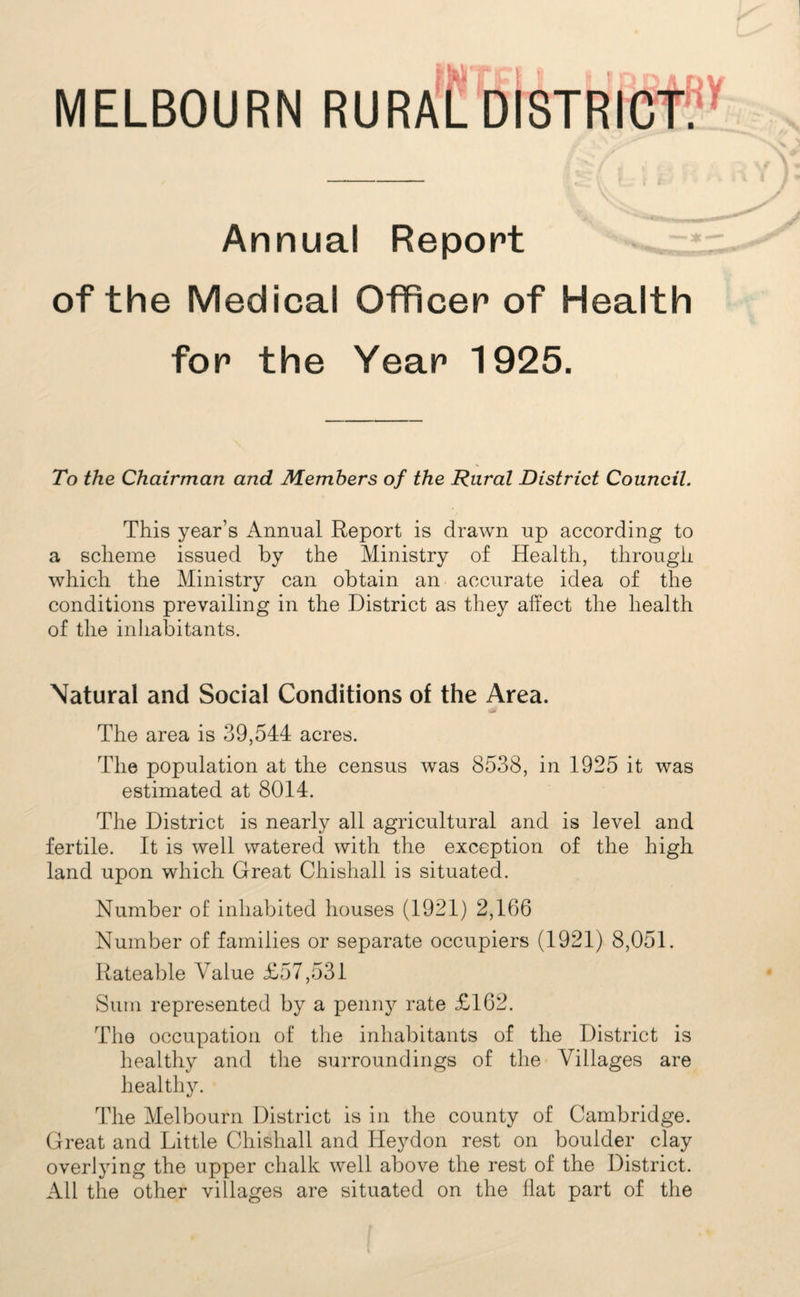 MELBOURN RURAL DISTRICT.
Annual Report
of the Medical Officer of Health
for the Year 1925.
To the Chairman and Members of the Rural District Council.
This year's Annual Report is drawn up according to
a scheme issued by the Ministry of Health, through
which the Ministry can obtain an accurate idea of the
conditions prevailing in the District as they affect the health
of the inhabitants.
Natural and Social Conditions of the Area.
The area is 39,544 acres.
The population at the census was 8538, in 1925 it was
estimated at 8014.
The District is nearly all agricultural and is level and
fertile. It is well watered with the exception of the high
land upon which Great Chishall is situated.
Number of inhabited houses (1921) 2,166
Number of families or separate occupiers (1921) 8,051.
Rateable Value £57,531
Sum represented by a penny rate £162.
The occupation of the inhabitants of the District is
healthy and the surroundings of the Villages are
healthy.
The Melbourn District is in the county of Cambridge.
Great and Little Chishall and Heydon rest on boulder clay
overlying the upper chalk well above the rest of the District.
All the other villages are situated on the flat part of the